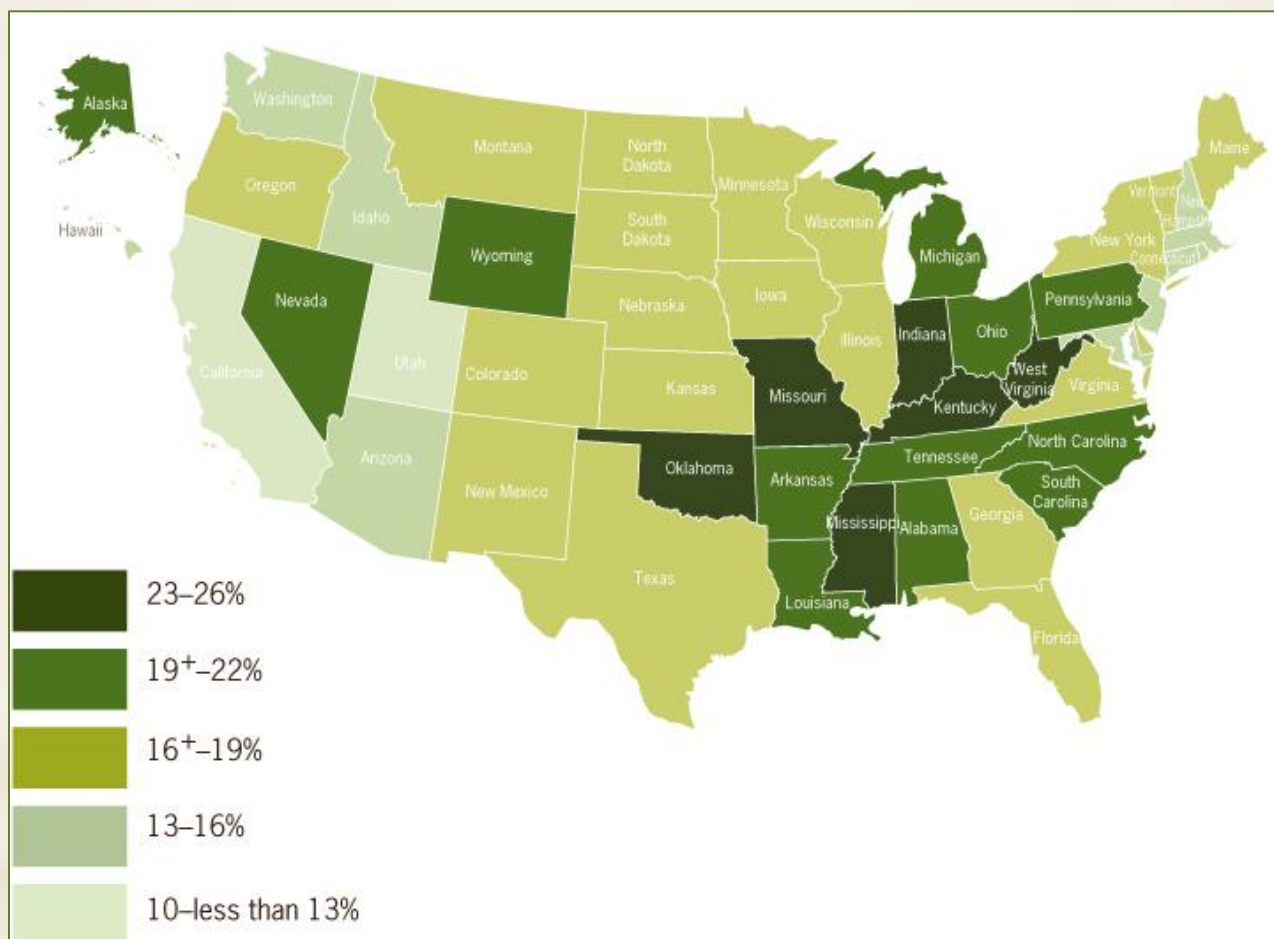 Alaska
Washington
Montana
North
Dakota
Minnesota
Maine
Oregon
Idaho
Wyoming
South
Dakota
Wisconsin
Michigan
Vermont
New
Hampshire
New York
Connecticut
Hawaii
Nevada
Nebraska
Iowa
Pennsylvania
California
Utah
Colorado
Kansas
Illinois
Indiana
Ohio
West
Virginia
Virginia
Missouri
Kentucky
Arizona
New Mexico
Oklahoma
Arkansas
Tennessee
North Carolina
South
Carolina
Mississippi
Alabama
Georgia
Texas
Louisiana
Florida
23–26%
19+–22%
16+–19%
13–16%
10–less than 13%